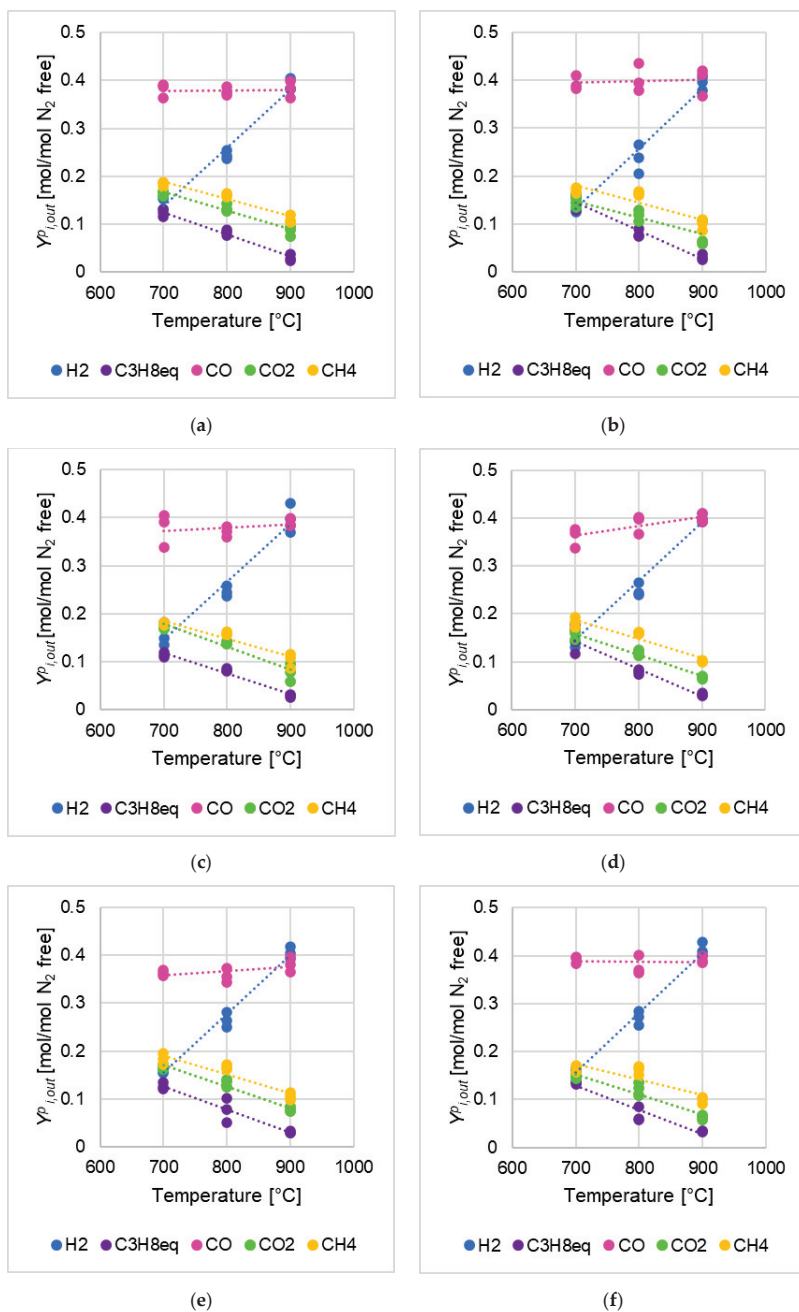 0.5
0.4
0.3
0.2
0.1
0
600 700 800 900 1000
Y^p_{i,out} [mol/mol N₂ free]
Temperature [°C]
H2 C3H8eq CO CO2 CH4
(a)
0.5
0.4
0.3
0.2
0.1
0
600 700 800 900 1000
Y^p_{i,out} [mol/mol N₂ free]
Temperature [°C]
H2 C3H8eq CO CO2 CH4
(b)
0.5
0.4
0.3
0.2
0.1
0
600 700 800 900 1000
Y^p_{i,out} [mol/mol N₂ free]
Temperature [°C]
H2 C3H8eq CO CO2 CH4
(c)
0.5
0.4
0.3
0.2
0.1
0
600 700 800 900 1000
Y^p_{i,out} [mol/mol N₂ free]
Temperature [°C]
H2 C3H8eq CO CO2 CH4
(d)
0.5
0.4
0.3
0.2
0.1
0
600 700 800 900 1000
Y^p_{i,out} [mol/mol N₂ free]
Temperature [°C]
H2 C3H8eq CO CO2 CH4
(e)
0.5
0.4
0.3
0.2
0.1
0
600 700 800 900 1000
Y^p_{i,out} [mol/mol N₂ free]
Temperature [°C]
H2 C3H8eq CO CO2 CH4
(f)